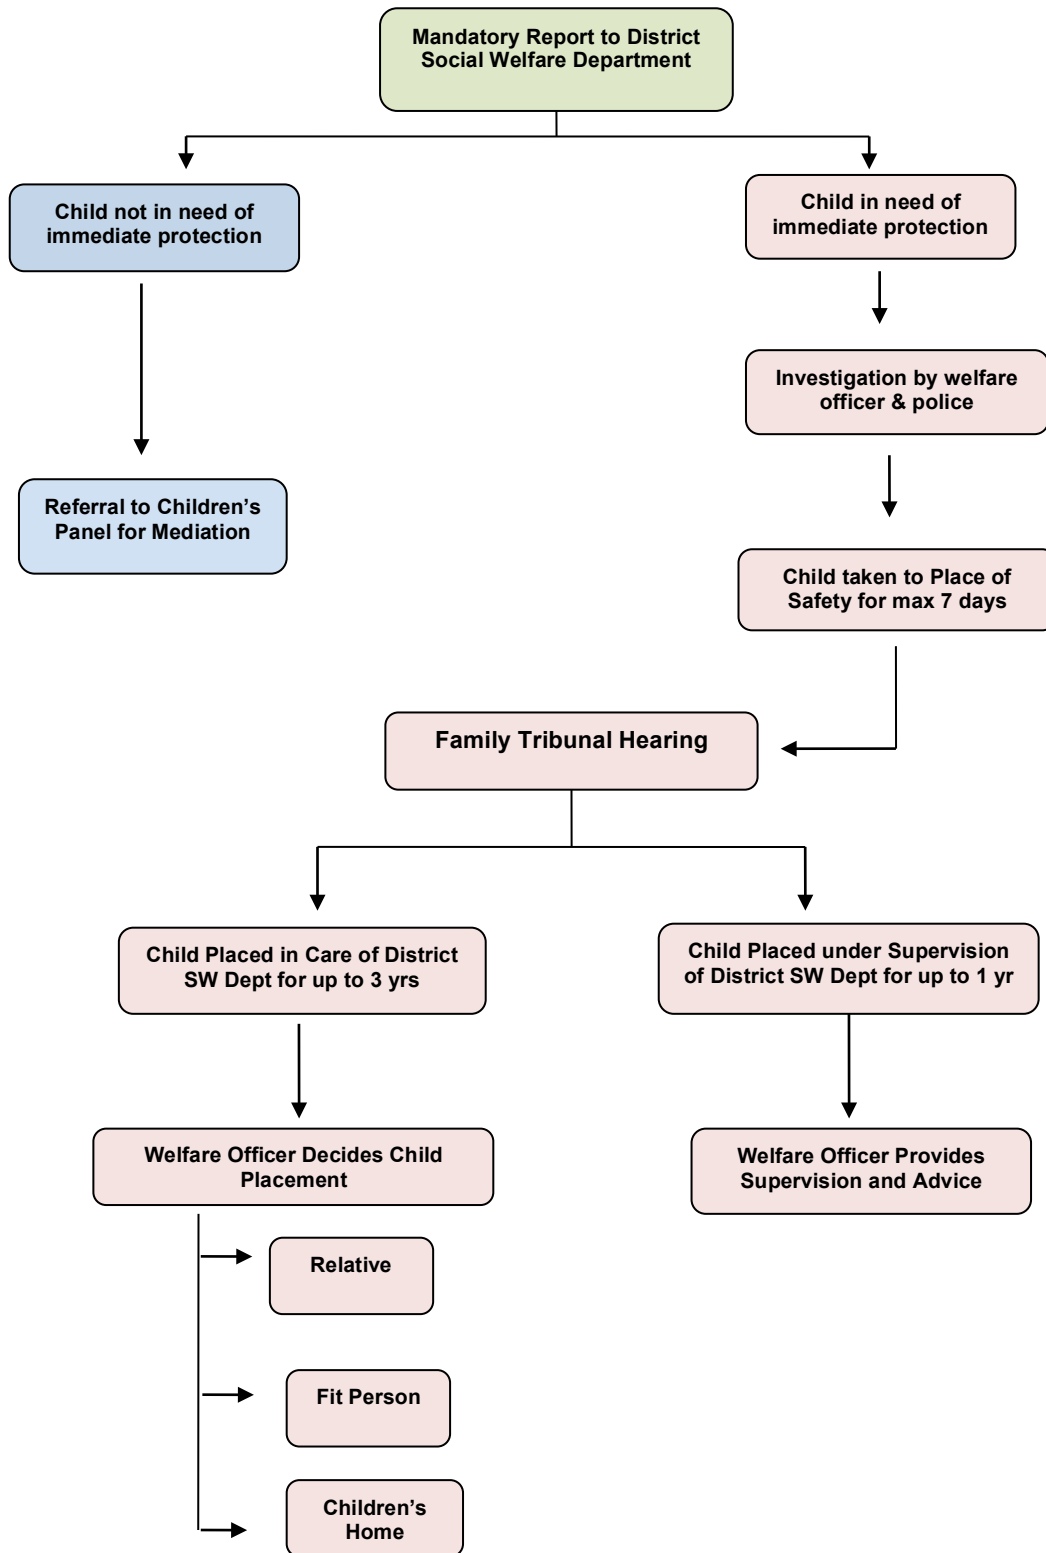 Mandatory Report to District
Social Welfare Department
Child not in need of
immediate protection
Child in need of
immediate protection
Investigation by welfare
officer & police
Referral to Children’s
Panel for Mediation
Child taken to Place of
Safety for max 7 days
Family Tribunal Hearing
Child Placed in Care of District
SW Dept for up to 3 yrs
Child Placed under Supervision
of District SW Dept for up to 1 yr
Welfare Officer Decides Child
Placement
Welfare Officer Provides
Supervision and Advice
Relative
Fit Person
Children’s
Home